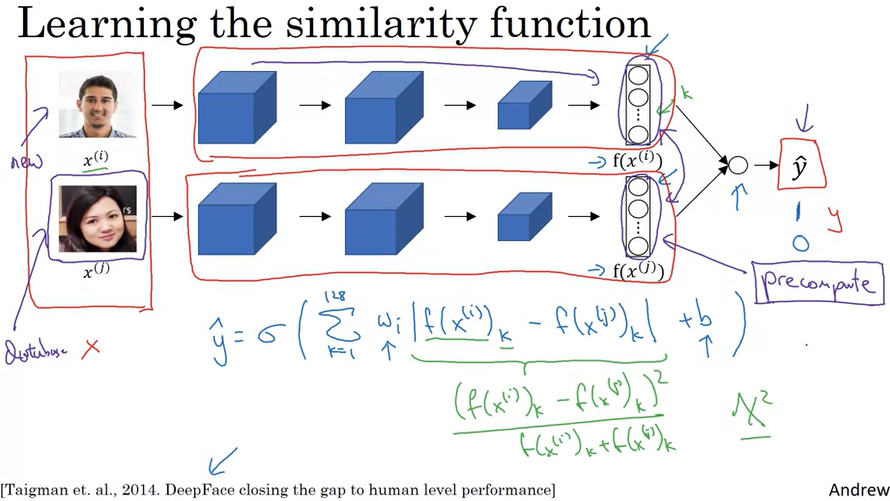 Learning the similarity function
new
x^(i)
k
f(x^(i))
ŷ
1
0
y
x^(j)
f(x^(j))
precompute
Database X
ŷ = σ ( Σ_{k=1}^{128} w_i | f(x^(i))_k - f(x^(j))_k | + b )
(f(x^(i))_k - f(x^(j))_k)^2
f(x^(i))_k + f(x^(j))_k
χ^2
[Taigman et. al., 2014. DeepFace closing the gap to human level performance]
Andrew